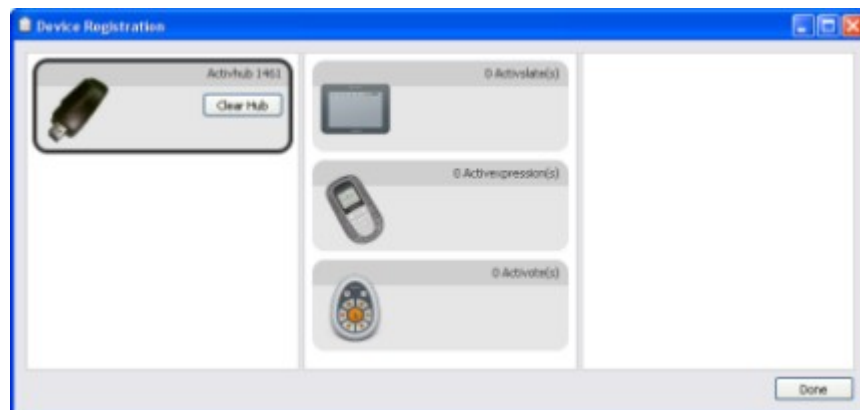 Device Registration
Activhub 1461
Clear Hub
0 Activslate(s)
0 Activexpression(s)
0 Activote(s)
Done